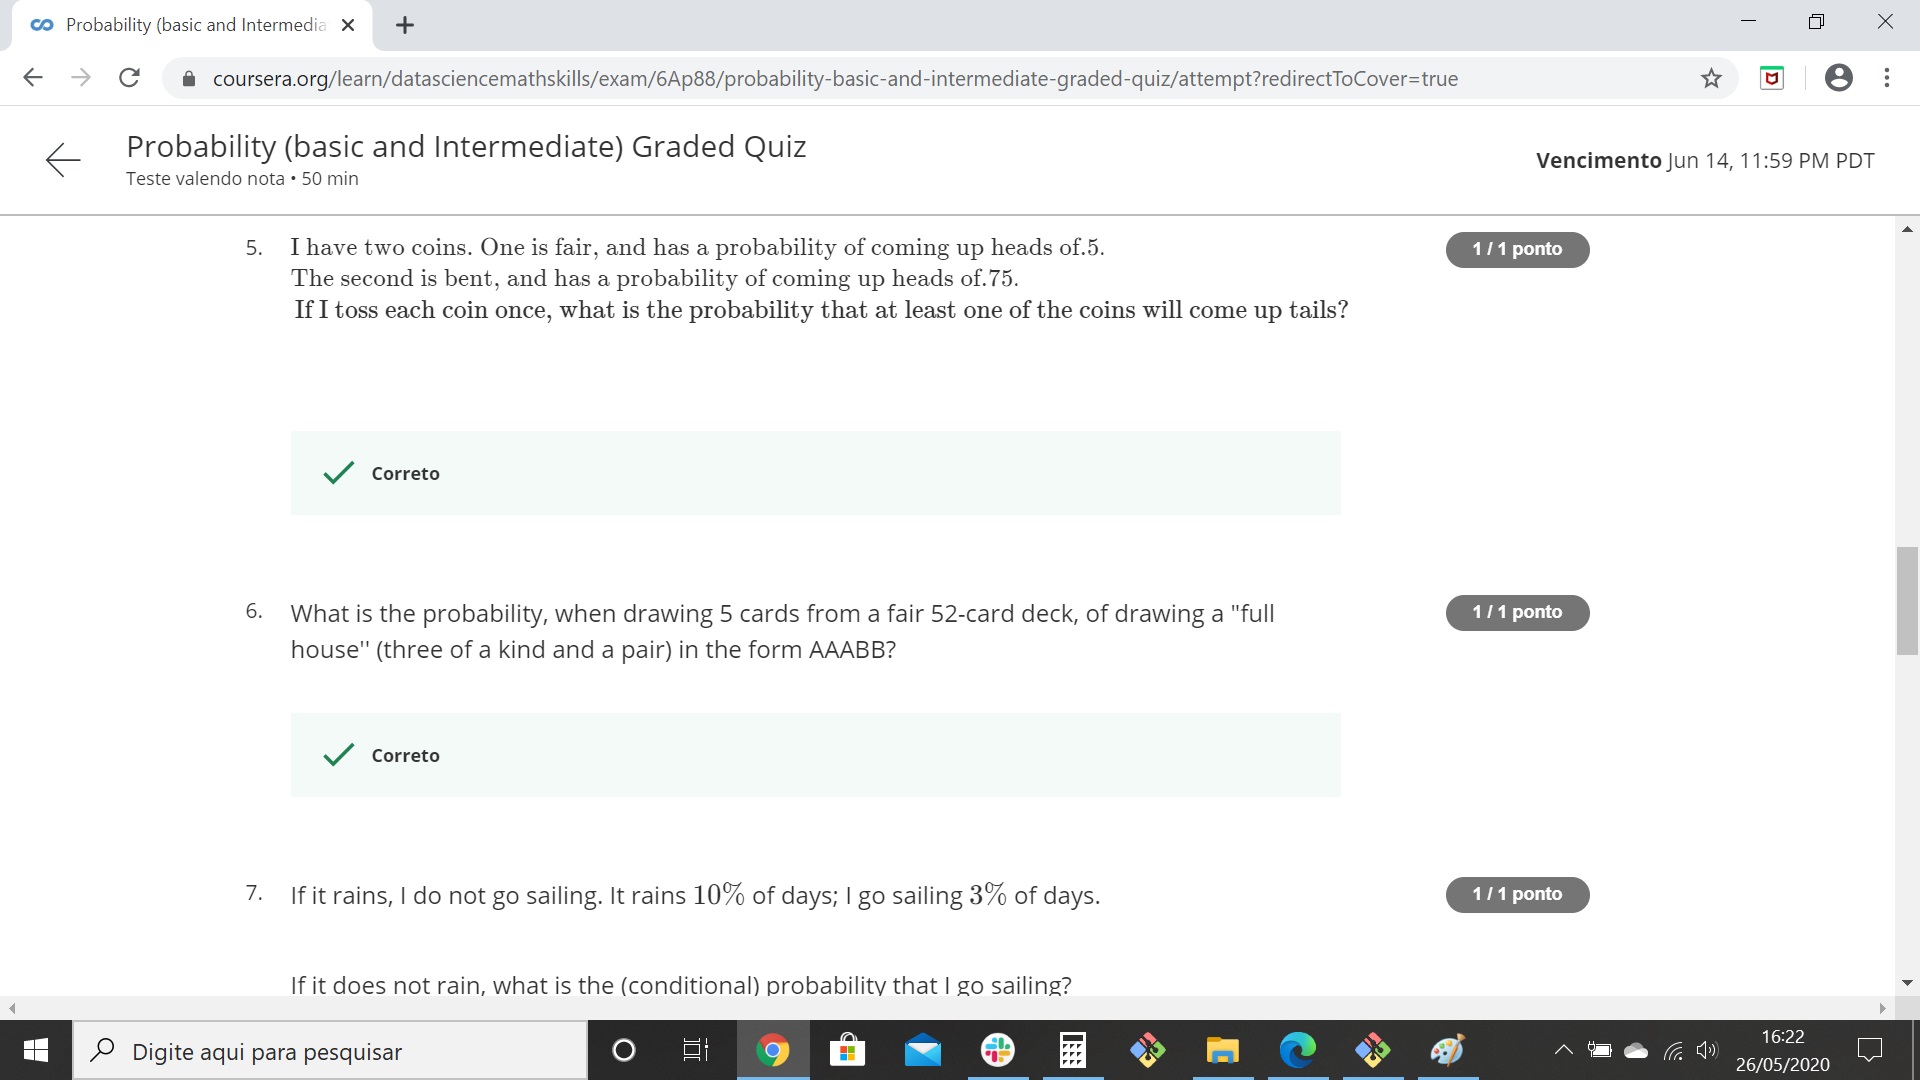 Probability (basic and Intermedia
coursera.org/learn/datasciencemathskills/exam/6Ap88/probability-basic-and-intermediate-graded-quiz/attempt?redirectToCover=true
Probability (basic and Intermediate) Graded Quiz
Teste valendo nota • 50 min
Vencimento Jun 14, 11:59 PM PDT
5. I have two coins. One is fair, and has a probability of coming up heads of.5.
1 / 1 ponto
The second is bent, and has a probability of coming up heads of.75.
If I toss each coin once, what is the probability that at least one of the coins will come up tails?
Correto
6. What is the probability, when drawing 5 cards from a fair 52-card deck, of drawing a "full
1 / 1 ponto
house'' (three of a kind and a pair) in the form AAABB?
Correto
7. If it rains, I do not go sailing. It rains 10% of days; I go sailing 3% of days.
1 / 1 ponto
If it does not rain, what is the (conditional) probability that I go sailing?
Digite aqui para pesquisar
16:22
26/05/2020